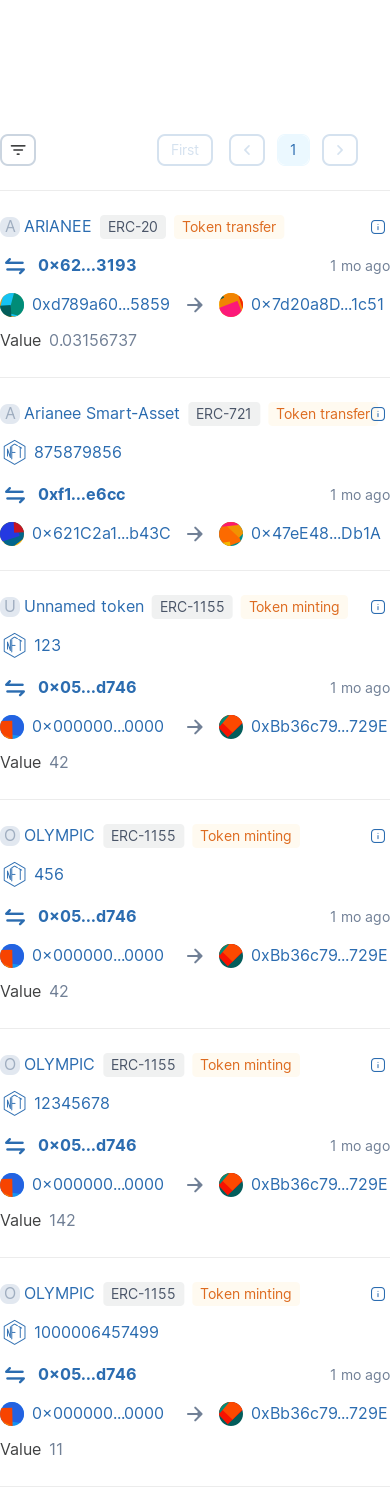 First 1
A ARIANEE ERC-20 Token transfer
0x62...3193 1 mo ago
0xd789a60...5859 → 0x7d20a8D...1c51
Value 0.03156737
A Arianee Smart-Asset ERC-721 Token transfer
NFT 875879856
0xf1...e6cc 1 mo ago
0x621C2a1...b43C → 0x47eE48...Db1A
U Unnamed token ERC-1155 Token minting
NFT 123
0x05...d746 1 mo ago
0x000000...0000 → 0xBb36c79...729E
Value 42
O OLYMPIC ERC-1155 Token minting
NFT 456
0x05...d746 1 mo ago
0x000000...0000 → 0xBb36c79...729E
Value 42
O OLYMPIC ERC-1155 Token minting
NFT 12345678
0x05...d746 1 mo ago
0x000000...0000 → 0xBb36c79...729E
Value 142
O OLYMPIC ERC-1155 Token minting
NFT 1000006457499
0x05...d746 1 mo ago
0x000000...0000 → 0xBb36c79...729E
Value 11